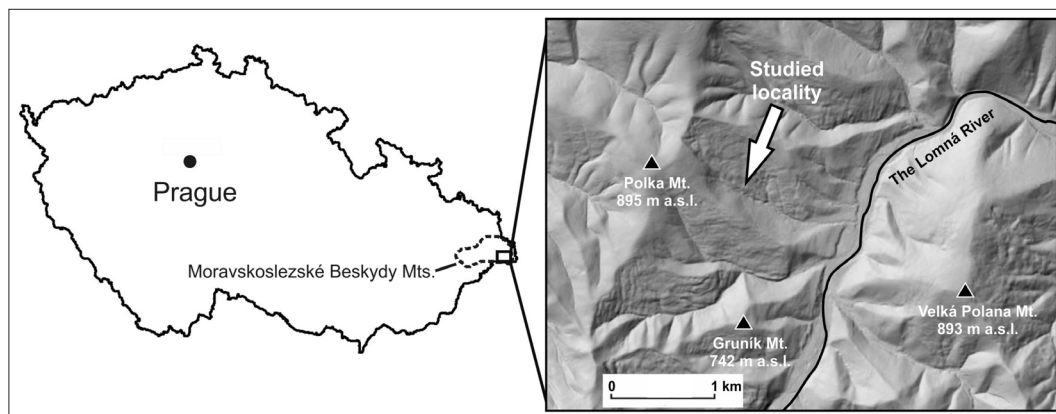 Prague
Moravskoslezské Beskydy Mts.
Studied
locality
The Lomná River
Polka Mt.
895 m a.s.l.
Velká Polana Mt.
893 m a.s.l.
Gruník Mt.
742 m a.s.l.
0 1 km